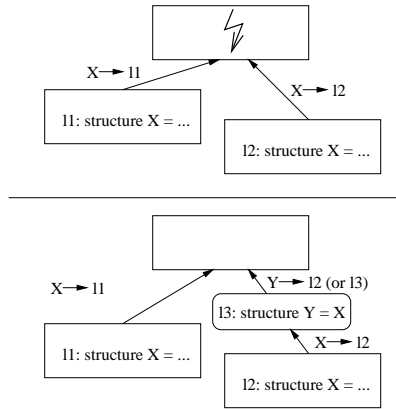 X→ l1
X→ l2
l1: structure X = ...
l2: structure X = ...
X→ l1
Y→ l2 (or l3)
l3: structure Y = X
X→ l2
l1: structure X = ...
l2: structure X = ...